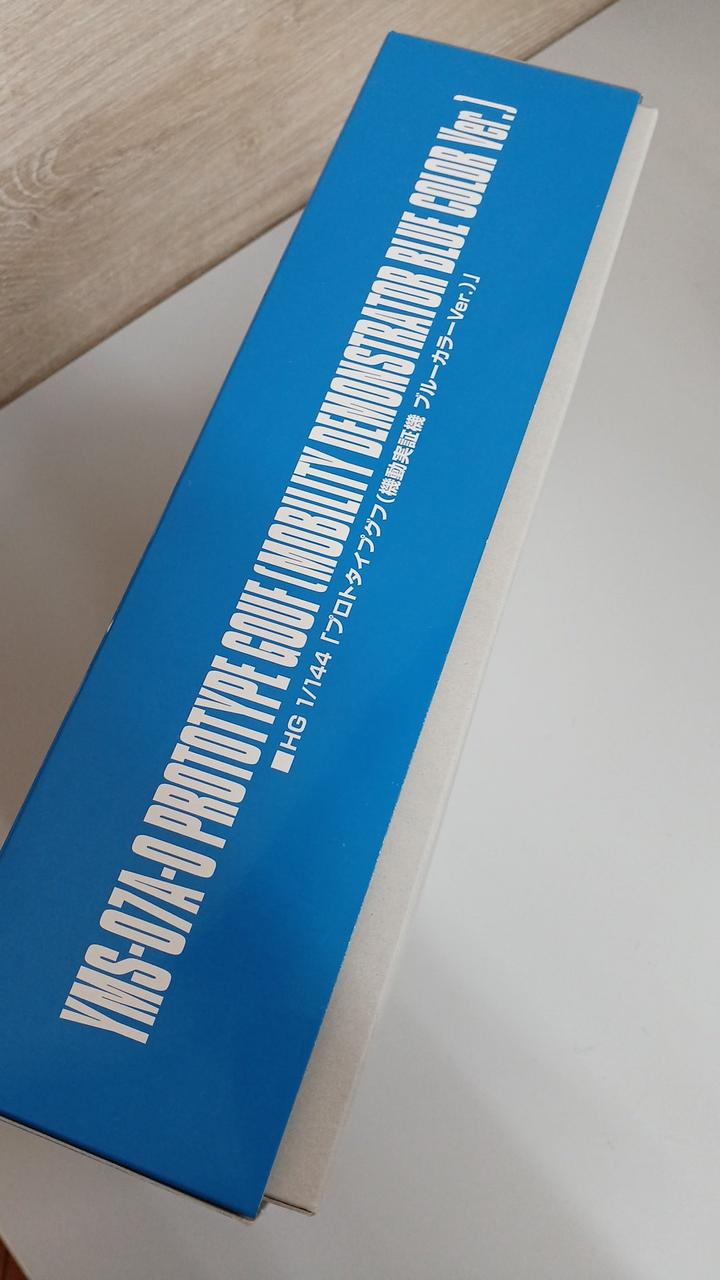 YMS-07A-0 PROTOTYPE GOUF (MOBILITY DEMONSTRATOR BLUE COLOR Ver.)
■HG 1/144「プロトタイプグフ(機動実証機 ブルーカラーVer.)」